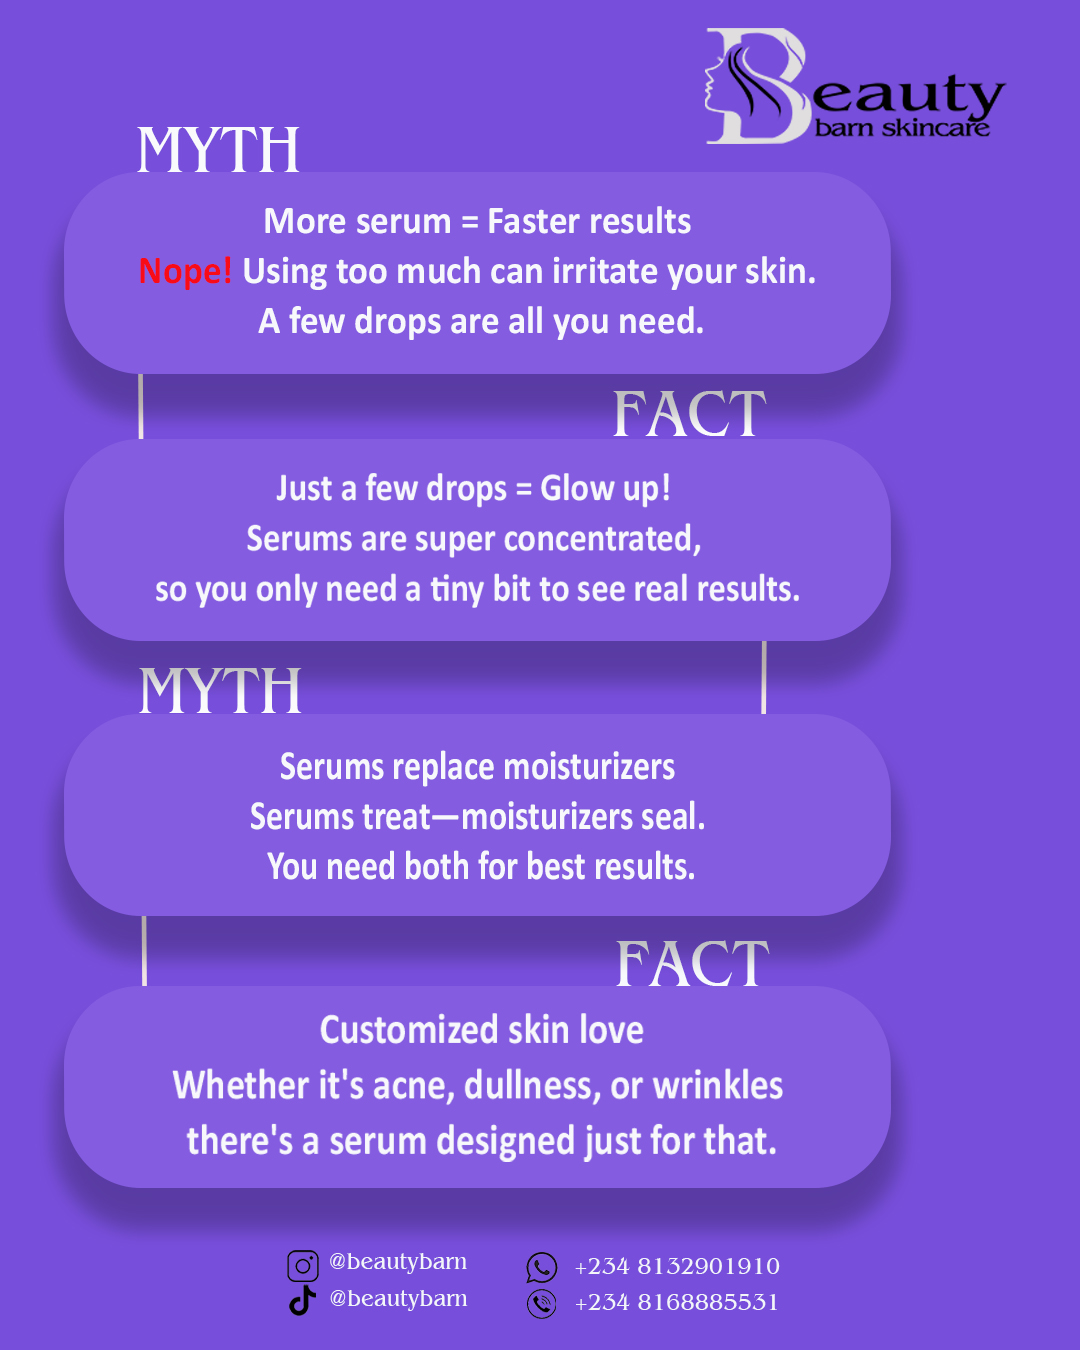 Beauty
barn skincare
MYTH
More serum = Faster results
Nope! Using too much can irritate your skin.
A few drops are all you need.
FACT
Just a few drops = Glow up!
Serums are super concentrated,
so you only need a tiny bit to see real results.
MYTH
Serums replace moisturizers
Serums treat—moisturizers seal.
You need both for best results.
FACT
Customized skin love
Whether it's acne, dullness, or wrinkles
there's a serum designed just for that.
@beautybarn
+234 8132901910
@beautybarn
+234 8168885531